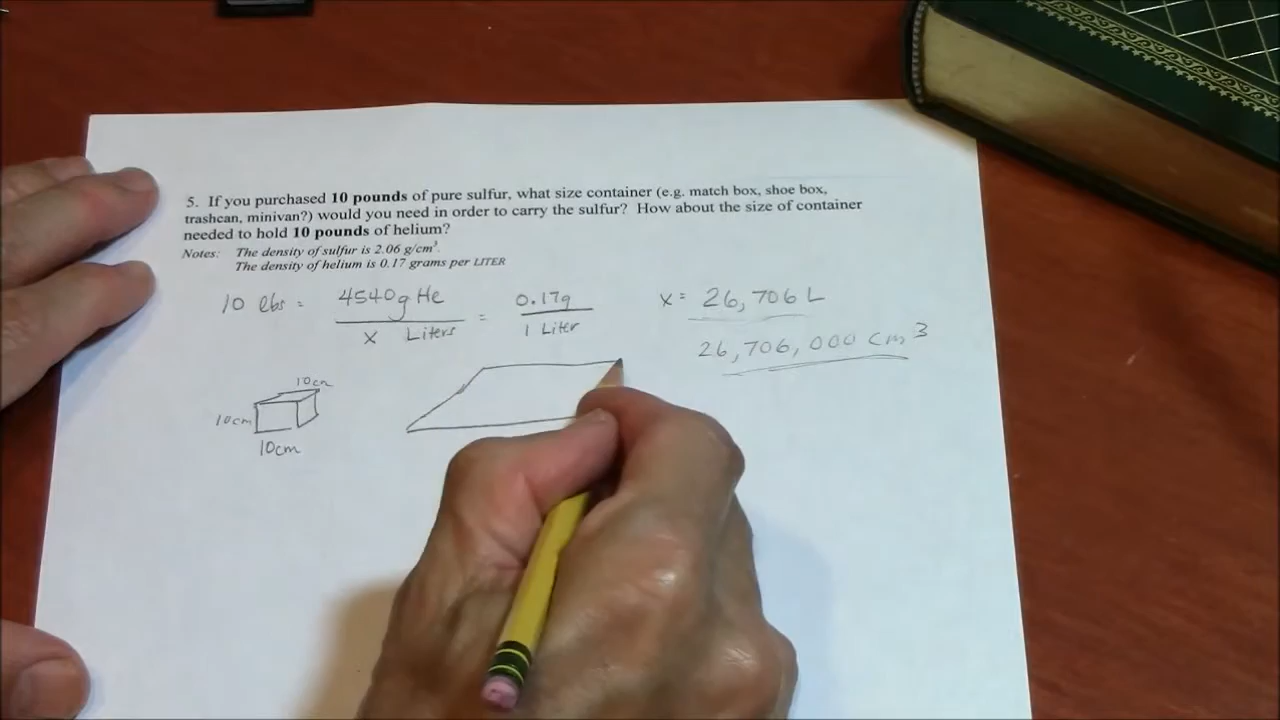 5. If you purchased 10 pounds of pure sulfur, what size container (e.g. match box, shoe box,
trashcan, minivan?) would you need in order to carry the sulfur? How about the size of container
needed to hold 10 pounds of helium?
Notes: The density of sulfur is 2.06 g/cm³.
The density of helium is 0.17 grams per LITER
10 lbs = 4540g He / x Liters = 0.17g / 1 Liter
x = 26,706 L
26,706,000 cm³
10cm
10cm
10cm